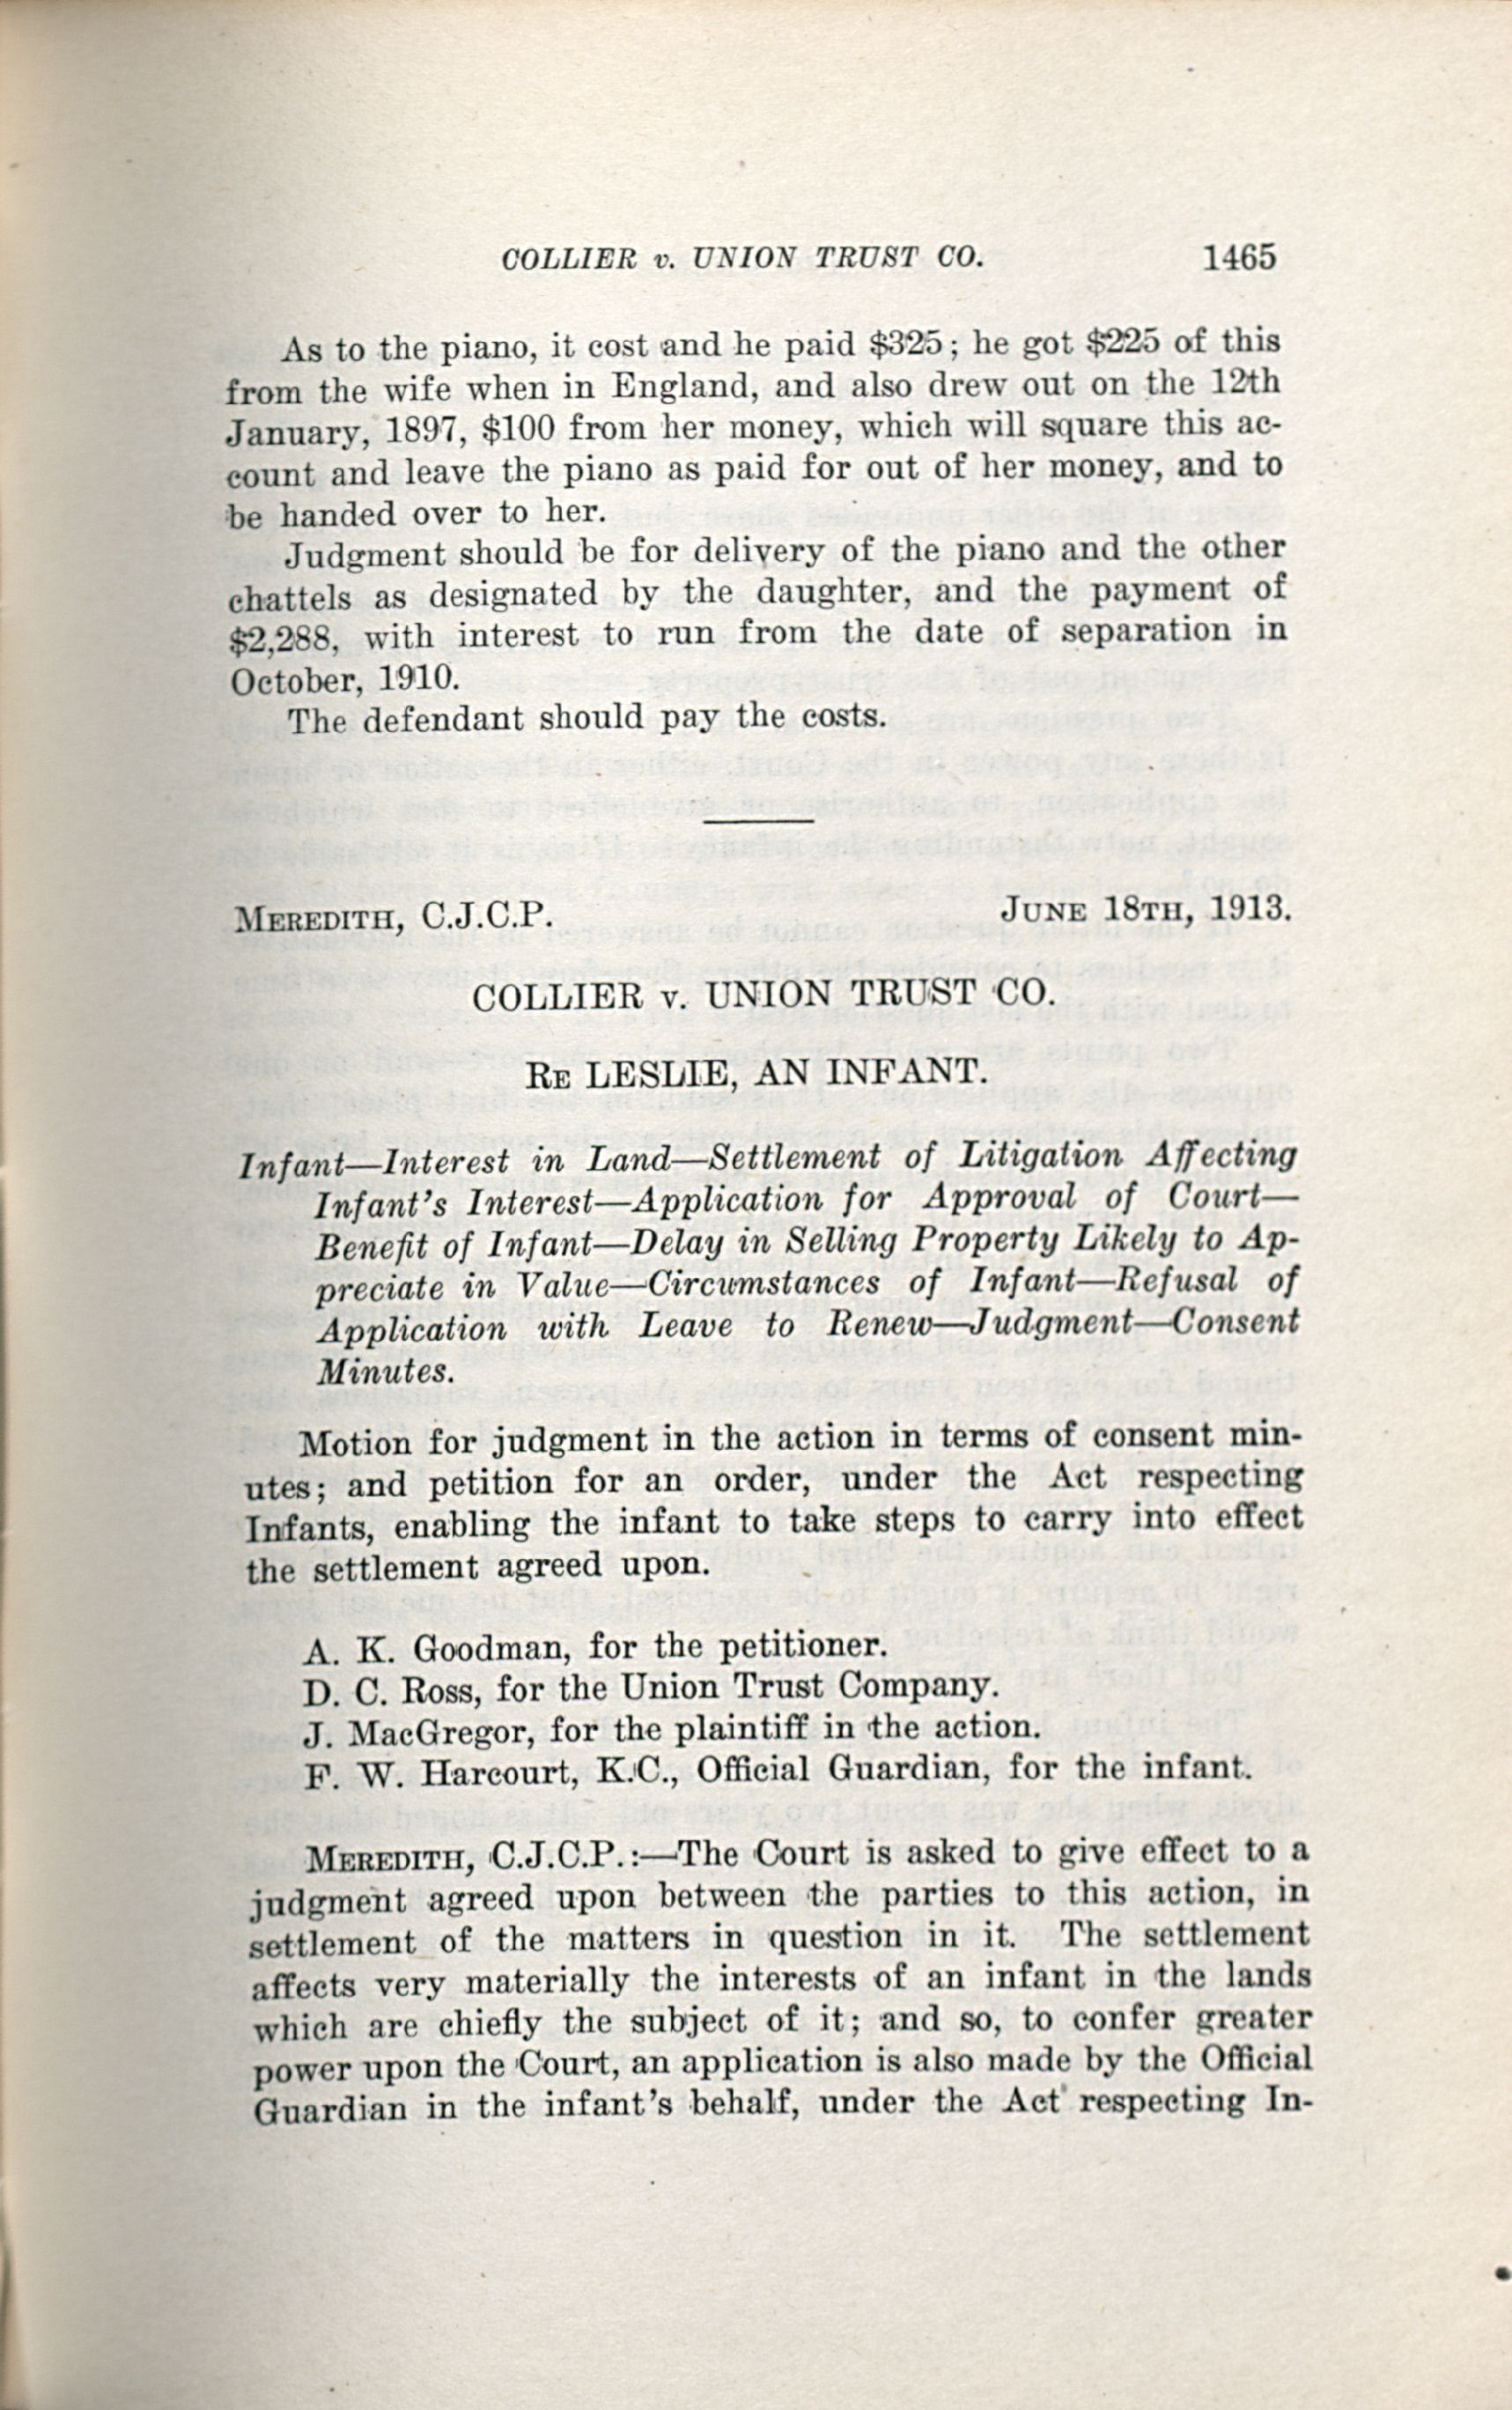 COLLIER v. UNION TRUST CO. 1465
As to the piano, it cost and he paid $325; he got $225 of this
from the wife when in England, and also drew out on the 12th
January, 1897, $100 from her money, which will square this ac-
count and leave the piano as paid for out of her money, and to
be handed over to her.
Judgment should be for delivery of the piano and the other
chattels as designated by the daughter, and the payment of
$2,288, with interest to run from the date of separation in
October, 1910.
The defendant should pay the costs.
MEREDITH, C.J.C.P. JUNE 18TH, 1913.
COLLIER v. UNION TRUST CO.
RE LESLIE, AN INFANT.
Infant—Interest in Land—Settlement of Litigation Affecting
Infant's Interest—Application for Approval of Court—
Benefit of Infant—Delay in Selling Property Likely to Ap-
preciate in Value—Circumstances of Infant—Refusal of
Application with Leave to Renew—Judgment—Consent
Minutes.
Motion for judgment in the action in terms of consent min-
utes; and petition for an order, under the Act respecting
Infants, enabling the infant to take steps to carry into effect
the settlement agreed upon.
A. K. Goodman, for the petitioner.
D. C. Ross, for the Union Trust Company.
J. MacGregor, for the plaintiff in the action.
F. W. Harcourt, K.C., Official Guardian, for the infant.
MEREDITH, C.J.C.P.:—The Court is asked to give effect to a
judgment agreed upon between the parties to this action, in
settlement of the matters in question in it. The settlement
affects very materially the interests of an infant in the lands
which are chiefly the subject of it; and so, to confer greater
power upon the Court, an application is also made by the Official
Guardian in the infant's behalf, under the Act respecting In-